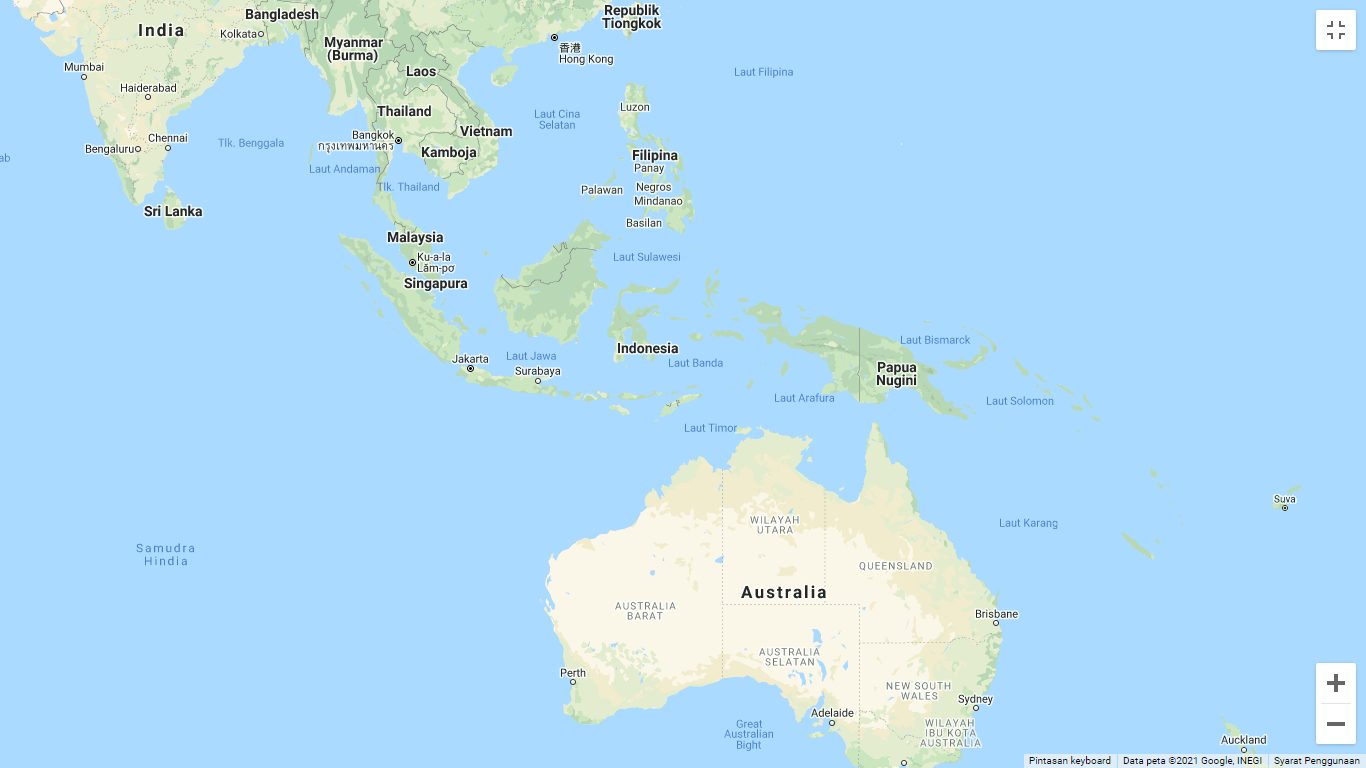 Bangladesh
Republik
Tiongkok
India
Kolkata
Myanmar
(Burma)
香港
Hong Kong
Mumbai
Laos
Laut Filipina
Haiderabad
Thailand
Luzon
Laut Cina
Selatan
Vietnam
Bangkok
กรุงเทพมหานคร
Chennai
Tlk. Benggala
Bengaluru
Kamboja
Filipina
Panay
ab
Laut Andaman
Tlk. Thailand
Palawan
Negros
Mindanao
Sri Lanka
Basilan
Malaysia
Ku-a-la
Lăm-pơ
Laut Sulawesi
Singapura
Laut Bismarck
Indonesia
Jakarta
Laut Jawa
Laut Banda
Surabaya
Papua
Nugini
Laut Arafura
Laut Solomon
Laut Timor
Suva
WILAYAH
UTARA
Laut Karang
Samudra
Hindia
QUEENSLAND
Australia
AUSTRALIA
BARAT
Brisbane
AUSTRALIA
SELATAN
Perth
NEW SOUTH
WALES
Sydney
Adelaide
Great
Australian
Bight
WILAYAH
IBU KOTA
AUSTRALIA
Auckland
Pintasan keyboard
Data peta ©2021 Google, INEGI
Syarat Penggunaan